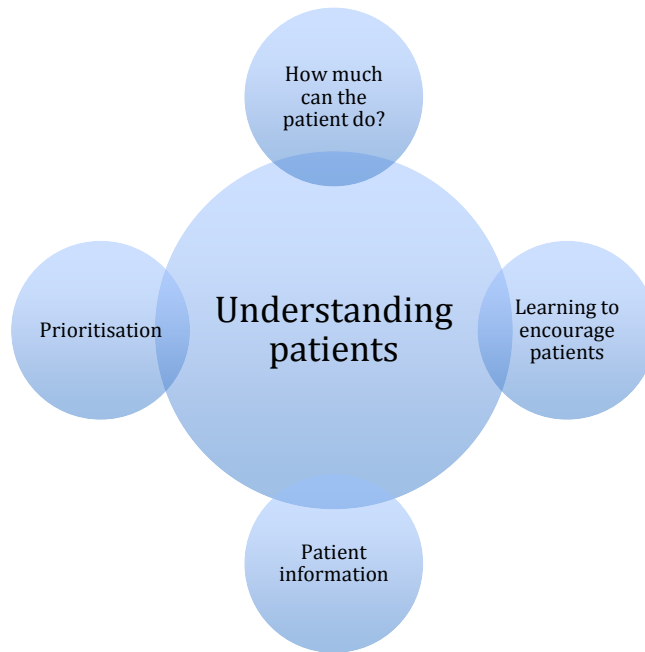 How much
can the
patient do?
Prioritisation
Understanding
patients
Learning to
encourage
patients
Patient
information